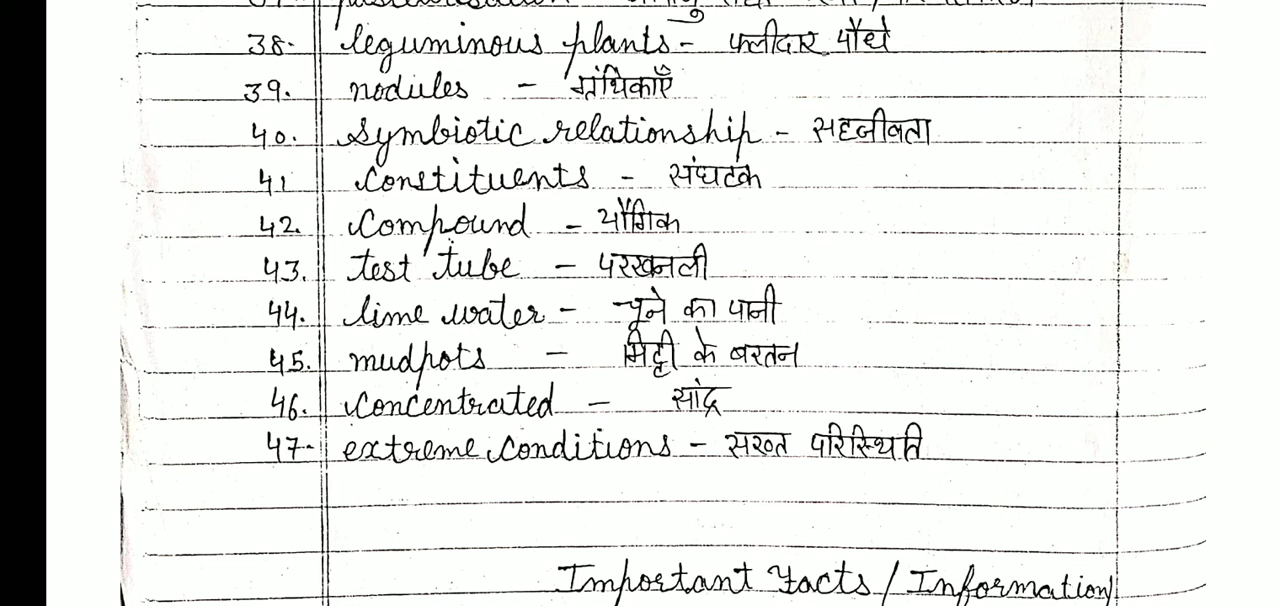 38. leguminous plants - फलीदार पौधे
39. nodules - ग्रंथिकाएँ
40. symbiotic relationship - सहजीवता
41 constituents - संघटक
42. compound - यौगिक
43. test tube - परखनली
44. lime water - चूने का पानी
45. mudpots - मिट्टी के बरतन
46. concentrated - सांद्र
47. extreme conditions - सख्त परिस्थिति
Important Facts / Information